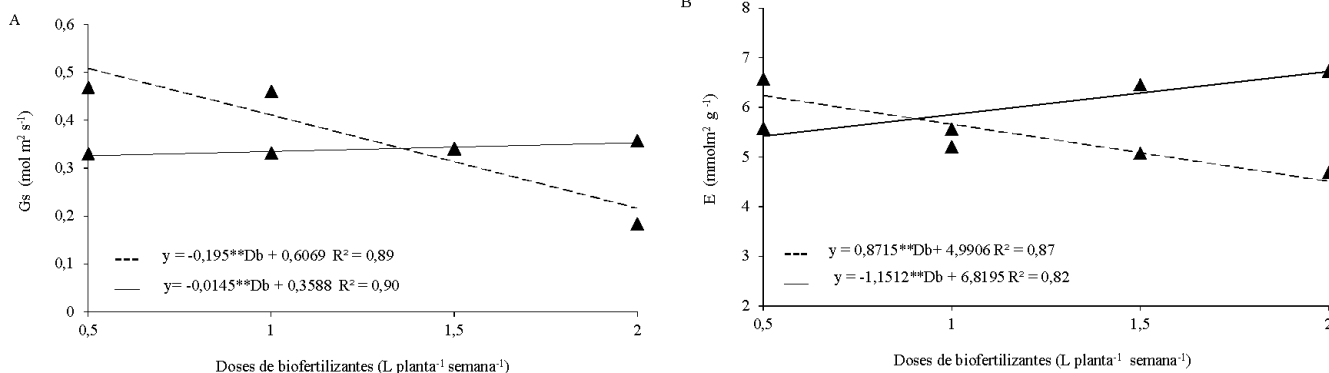 A
0,6
0,5
0,4
0,3
0,2
0,1
0
Gs (mol m² s⁻¹)
y = -0,195**Db + 0,6069 R² = 0,89
y= -0,0145**Db + 0,3588 R² = 0,90
0,5 1 1,5 2
Doses de biofertilizantes (L planta⁻¹ semana⁻¹)
B
8
7
6
5
4
3
2
E (mmolm² g⁻¹)
y = 0,8715**Db+ 4,9906 R² = 0,87
y = -1,1512**Db + 6,8195 R² = 0,82
0,5 1 1,5 2
Doses de biofertilizantes (L planta⁻¹ semana⁻¹)